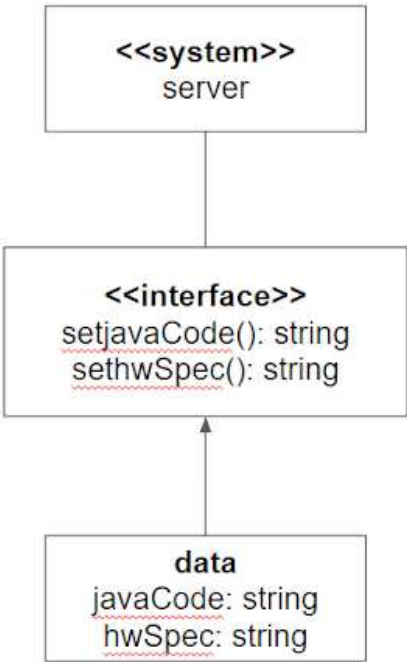 <<system>>
server
<<interface>>
setjavaCode(): string
sethwSpec(): string
data
javaCode: string
hwSpec: string